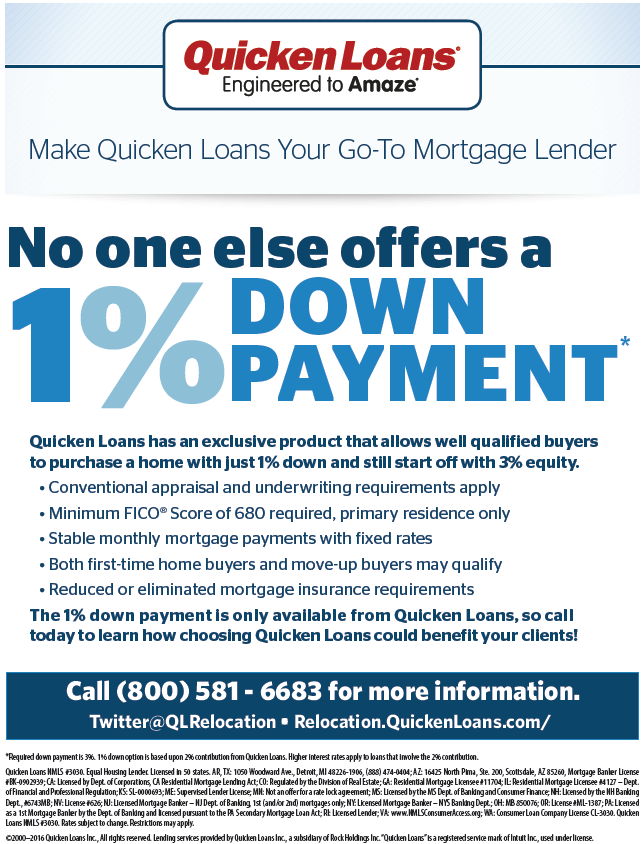 Quicken Loans®
Engineered to Amaze®
Make Quicken Loans Your Go-To Mortgage Lender
No one else offers a
1% DOWN
PAYMENT*
Quicken Loans has an exclusive product that allows well qualified buyers
to purchase a home with just 1% down and still start off with 3% equity.
• Conventional appraisal and underwriting requirements apply
• Minimum FICO® Score of 680 required, primary residence only
• Stable monthly mortgage payments with fixed rates
• Both first-time home buyers and move-up buyers may qualify
• Reduced or eliminated mortgage insurance requirements
The 1% down payment is only available from Quicken Loans, so call
today to learn how choosing Quicken Loans could benefit your clients!
Call (800) 581 - 6683 for more information.
Twitter@QLRelocation • Relocation.QuickenLoans.com/
*Required down payment is 3%. 1% down option is based upon 2% contribution from Quicken Loans. Higher interest rates apply to loans that involve the 2% contribution.
Quicken Loans NMLS #3030. Equal Housing Lender. Licensed in 50 states. AR, TX: 1050 Woodward Ave., Detroit, MI 48226-1906, (888) 474-0404; AZ: 16425 North Pima, Ste. 200, Scottsdale, AZ 85260, Mortgage Banker License
#BK-0902939; CA: Licensed by Dept. of Corporations, CA Residential Mortgage Lending Act; CO: Regulated by the Division of Real Estate; GA: Residential Mortgage Licensee #11704; IL: Residential Mortgage Licensee #4127 – Dept.
of Financial and Professional Regulation; KS: SL-0000693; ME: Supervised Lender License; MN: Not an offer for a rate lock agreement; MS: Licensed by the MS Dept. of Banking and Consumer Finance; NH: Licensed by the NH Banking
Dept., #6743MB; NV: License #626; NJ: Licensed Mortgage Banker – NJ Dept. of Banking, 1st (and/or 2nd) mortgages only; NY: Licensed Mortgage Banker – NYS Banking Dept.; OH: MB 850076; OR: License #ML-1387; PA: Licensed
as a 1st Mortgage Banker by the Dept. of Banking and licensed pursuant to the PA Secondary Mortgage Loan Act; RI: Licensed Lender; VA: www.NMLSConsumerAccess.org; WA: Consumer Loan Company License CL-3030. Quicken
Loans NMLS #3030. Rates subject to change. Restrictions may apply.
©2000–2016 Quicken Loans Inc., All rights reserved. Lending services provided by Quicken Loans Inc., a subsidiary of Rock Holdings Inc. "Quicken Loans" is a registered service mark of Intuit Inc., used under license.